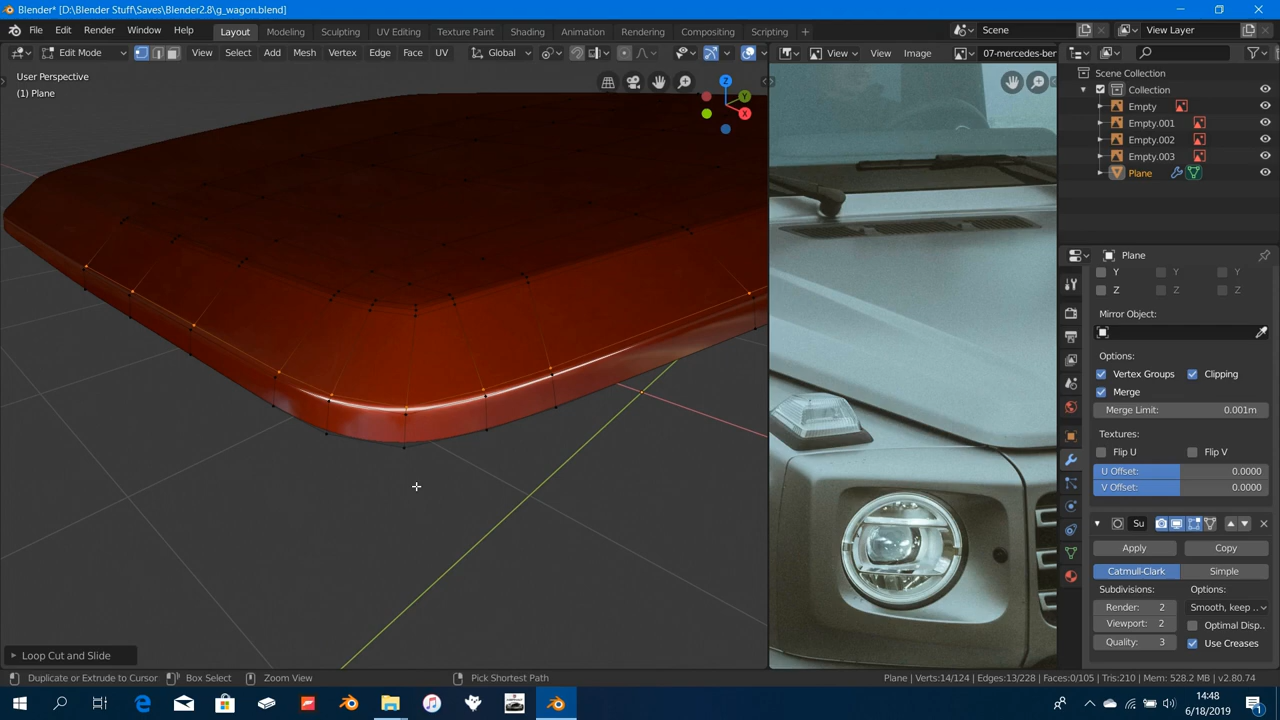 Blender* [D:\Blender Stuff\Saves\Blender2.8\g_wagon.blend]
File Edit Render Window Help Layout Modeling Sculpting UV Editing Texture Paint Shading Animation Rendering Compositing Scripting + Scene View Layer
Edit Mode View Select Add Mesh Vertex Edge Face UV Global View View Image 07-mercedes-ber
User Perspective
(1) Plane
Z
Y
X
Scene Collection
Collection
Empty
Empty.001
Empty.002
Empty.003
Plane
Plane
Y
Z
Mirror Object:
Options:
Vertex Groups Clipping
Merge
Merge Limit: 0.001m
Textures:
Flip U Flip V
U Offset: 0.0000
V Offset: 0.0000
Su
Apply Copy
Catmull-Clark Simple
Subdivisions: Options:
Render: 2 Smooth, keep ..
Viewport: 2 Optimal Disp..
Quality: 3 Use Creases
Loop Cut and Slide
Duplicate or Extrude to Cursor Box Select Zoom View Pick Shortest Path Plane | Verts:14/124 | Edges:13/228 | Faces:0/105 | Tris:210 | Mem: 528.2 MB | v2.80.74
14:48
6/18/2019
1